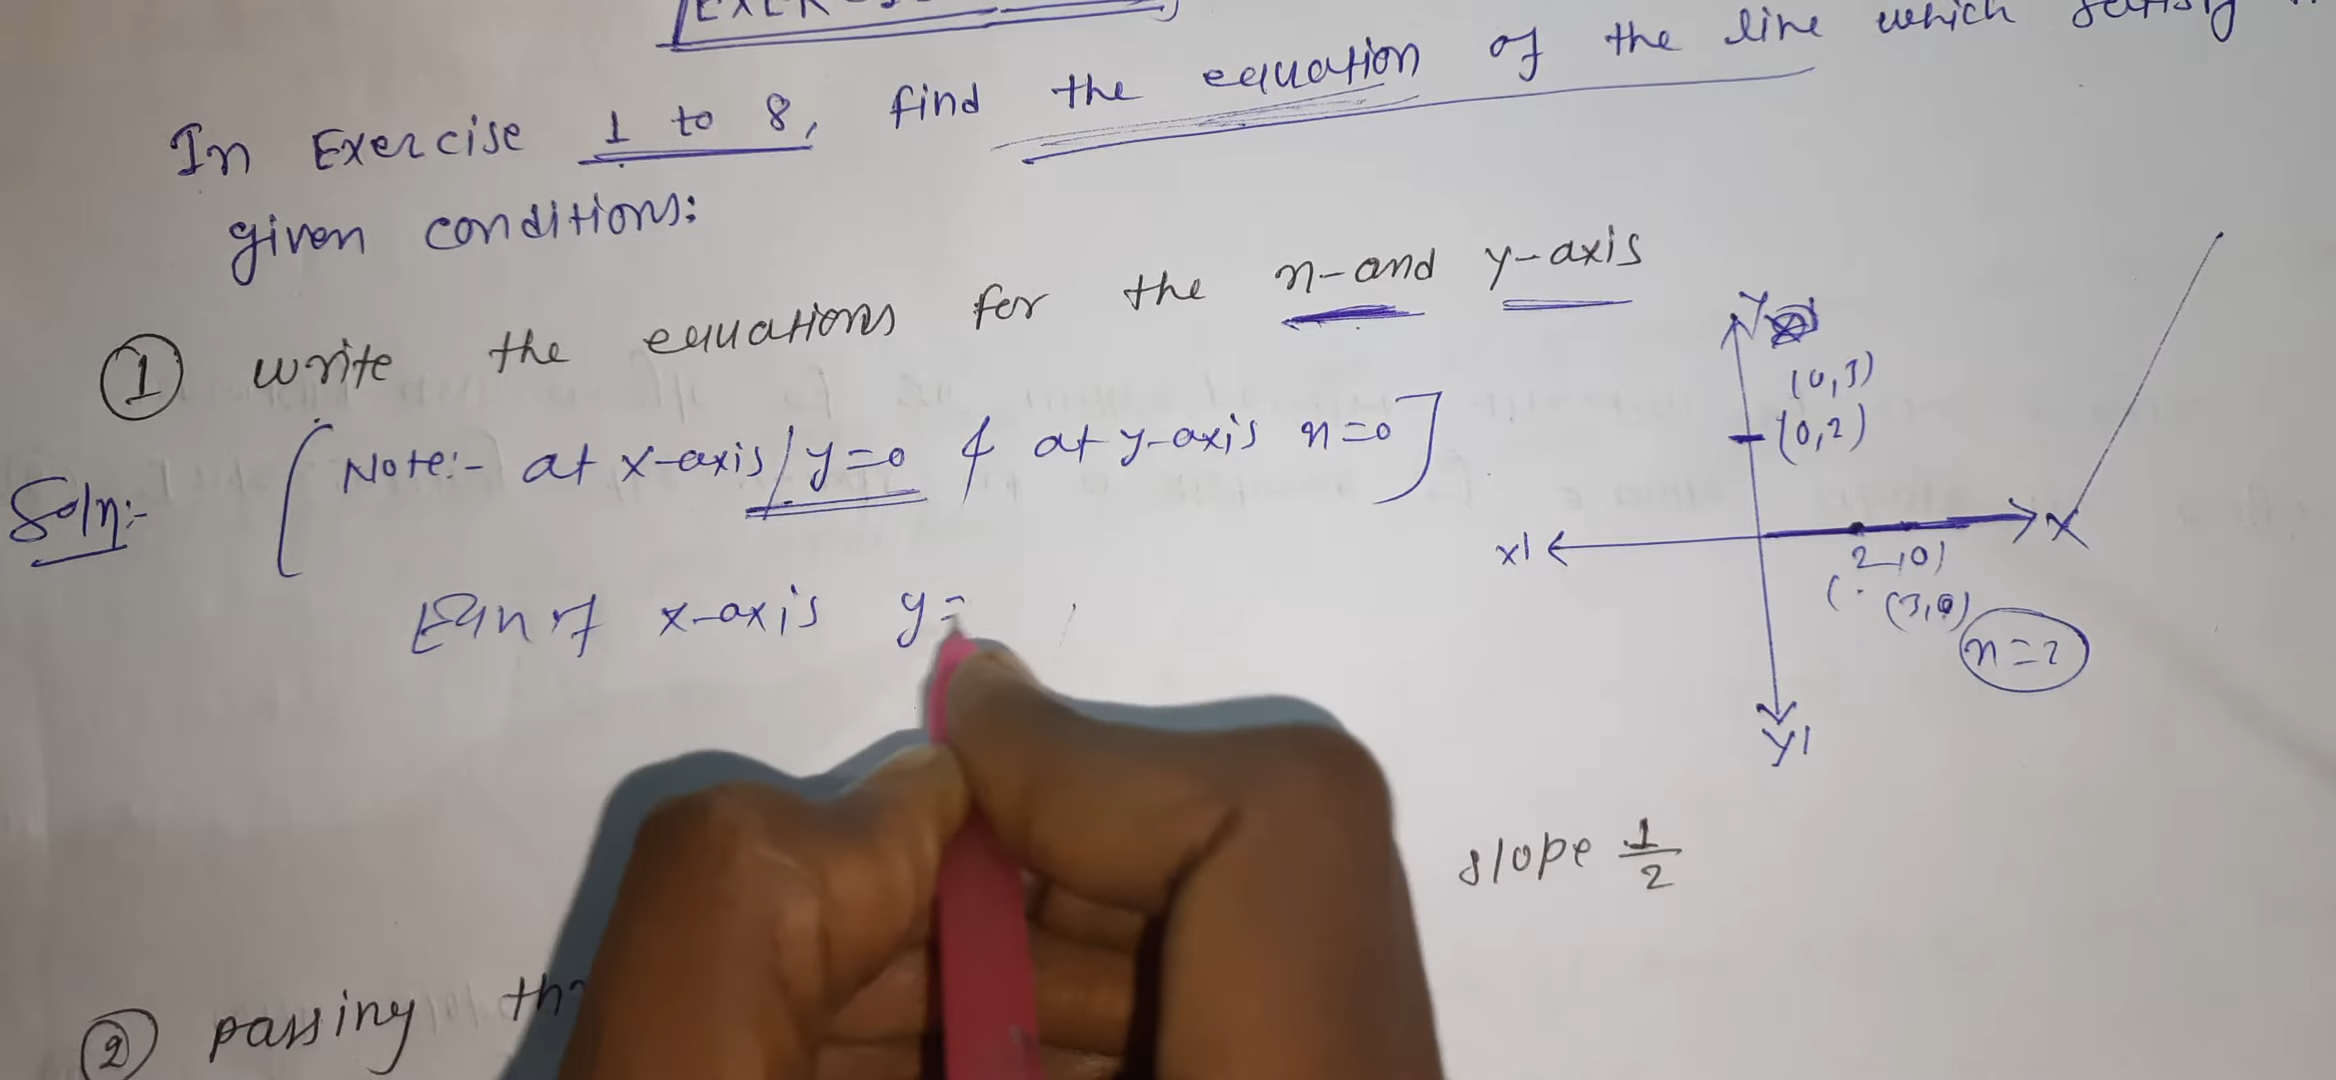 In Exercise 1 to 8, find the equation of the line which satisfy
given conditions:
① write the equations for the x-and y-axis
Soln:- [Note:- at x-axis/y=0 & at y-axis x=0]
Eqn of x-axis y=
Y
(0,3)
(0,2)
X
X'
2,0)
(3,0)
x=2
Y'
slope 1/2
② passing